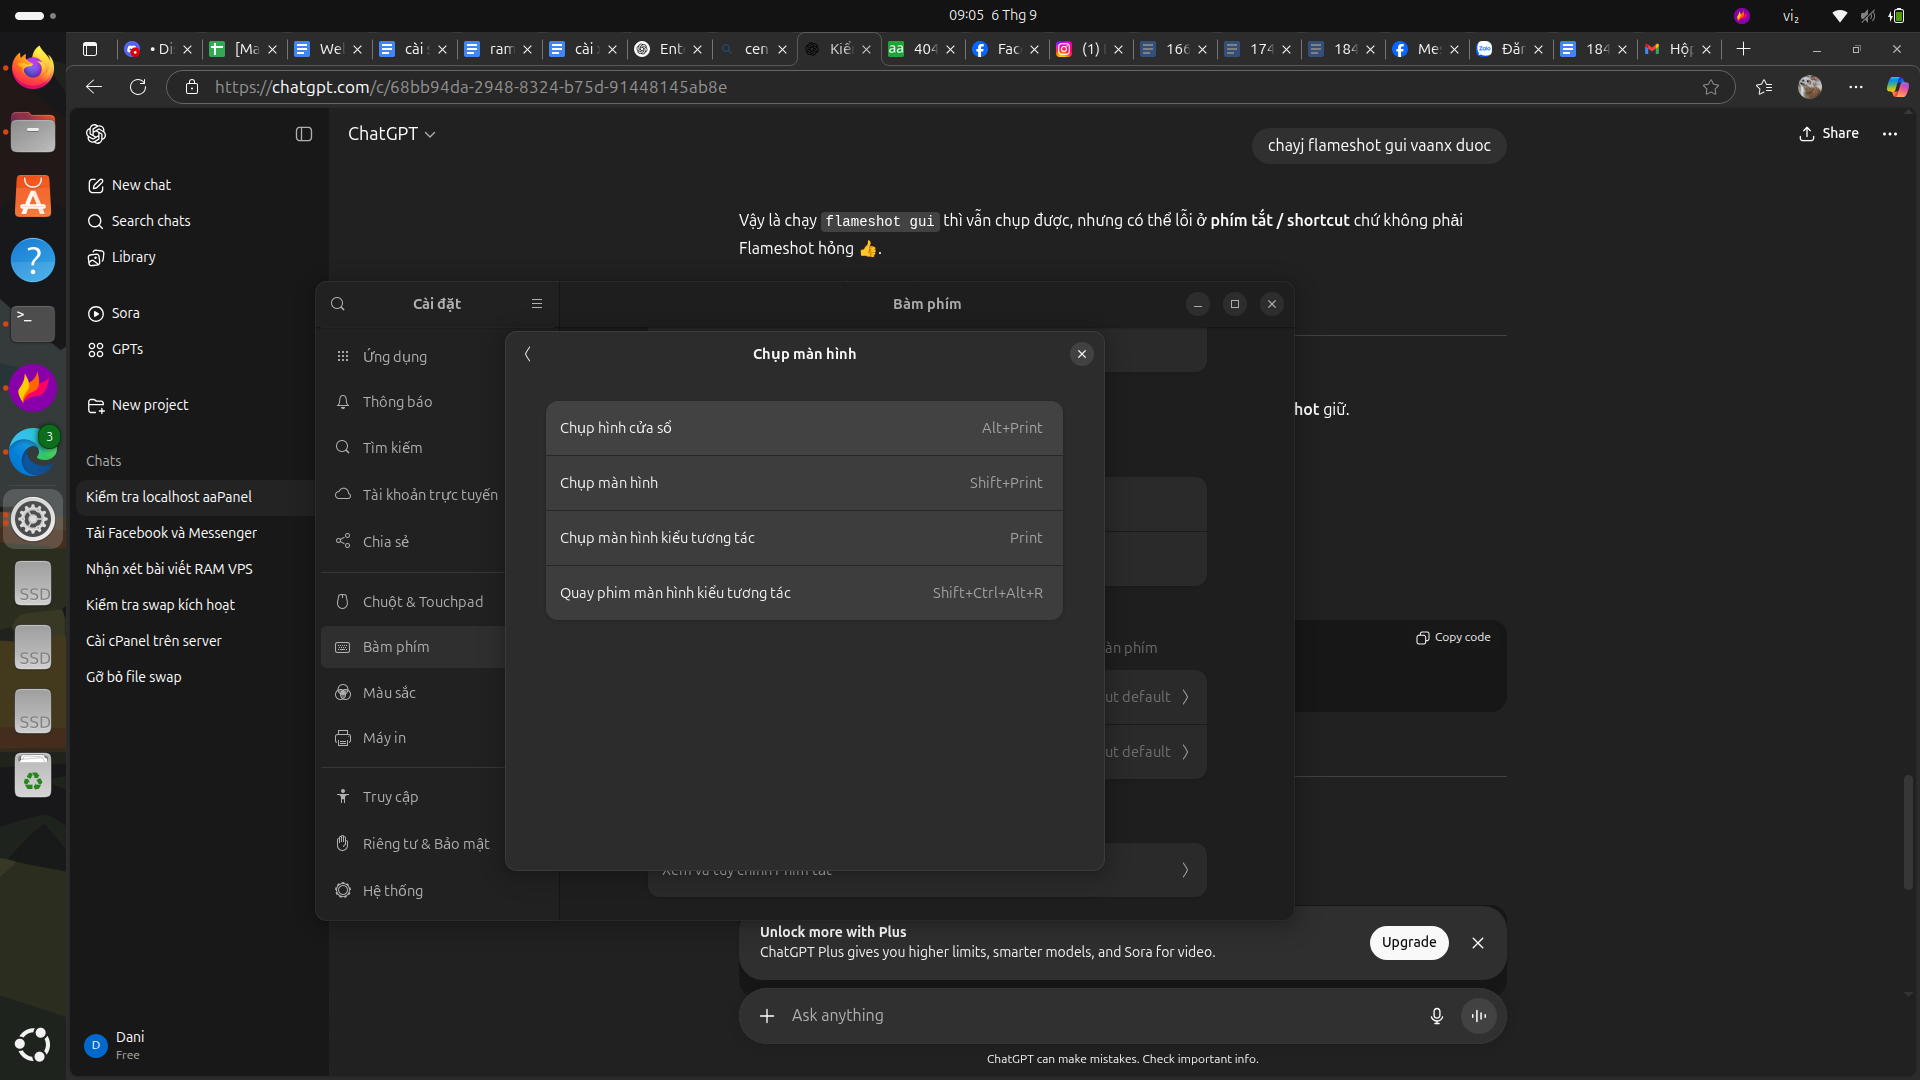 09:05 6 Thg 9
vi₂
• Di
[Ma
Wel
cài s
ram
cài x
Ent
cen
Kiể
404
Fac
(1) I
166
174
184
Me
Đăn
184
Hộp
https://chatgpt.com/c/68bb94da-2948-8324-b75d-91448145ab8e
ChatGPT
Share
New chat
Search chats
Library
Sora
GPTs
New project
Chats
Kiểm tra localhost aaPanel
Tải Facebook và Messenger
Nhận xét bài viết RAM VPS
Kiểm tra swap kích hoạt
Cài cPanel trên server
Gỡ bỏ file swap
Dani
Free
D
3
SSD
SSD
SSD
chayj flameshot gui vaanx duoc
Vậy là chạy flameshot gui thì vẫn chụp được, nhưng có thể lỗi ở phím tắt / shortcut chứ không phải
Flameshot hỏng 👍.
hot giữ.
Copy code
Cài đặt
Bàm phím
Ứng dụng
Thông báo
Tìm kiếm
Tài khoản trực tuyến
Chia sẻ
Chuột & Touchpad
Bàm phím
Màu sắc
Máy in
Truy cập
Riêng tư & Bảo mật
Hệ thống
Chụp màn hình
Chụp hình cửa sổ Alt+Print
Chụp màn hình Shift+Print
Chụp màn hình kiểu tương tác Print
Quay phim màn hình kiểu tương tác Shift+Ctrl+Alt+R
àn phím
ut default
ut default
Xem và tùy chỉnh Phím tắt
Unlock more with Plus
ChatGPT Plus gives you higher limits, smarter models, and Sora for video.
Upgrade
Ask anything
ChatGPT can make mistakes. Check important info.